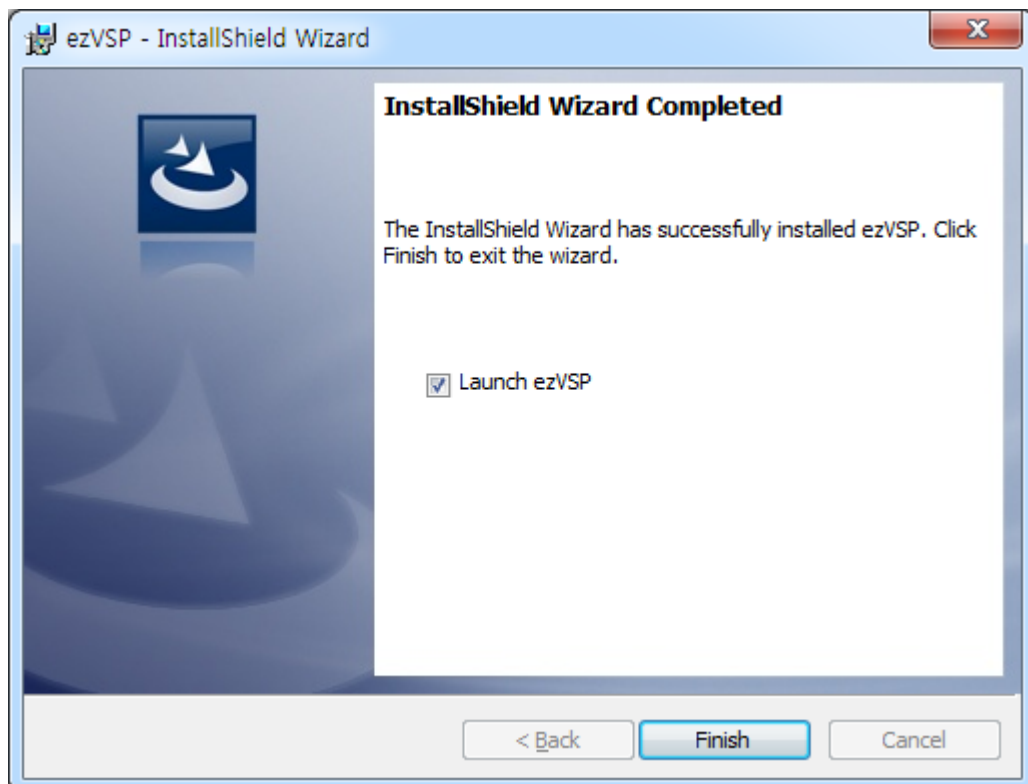 ezVSP - InstallShield Wizard
InstallShield Wizard Completed
The InstallShield Wizard has successfully installed ezVSP. Click
Finish to exit the wizard.
Launch ezVSP
< Back
Finish
Cancel